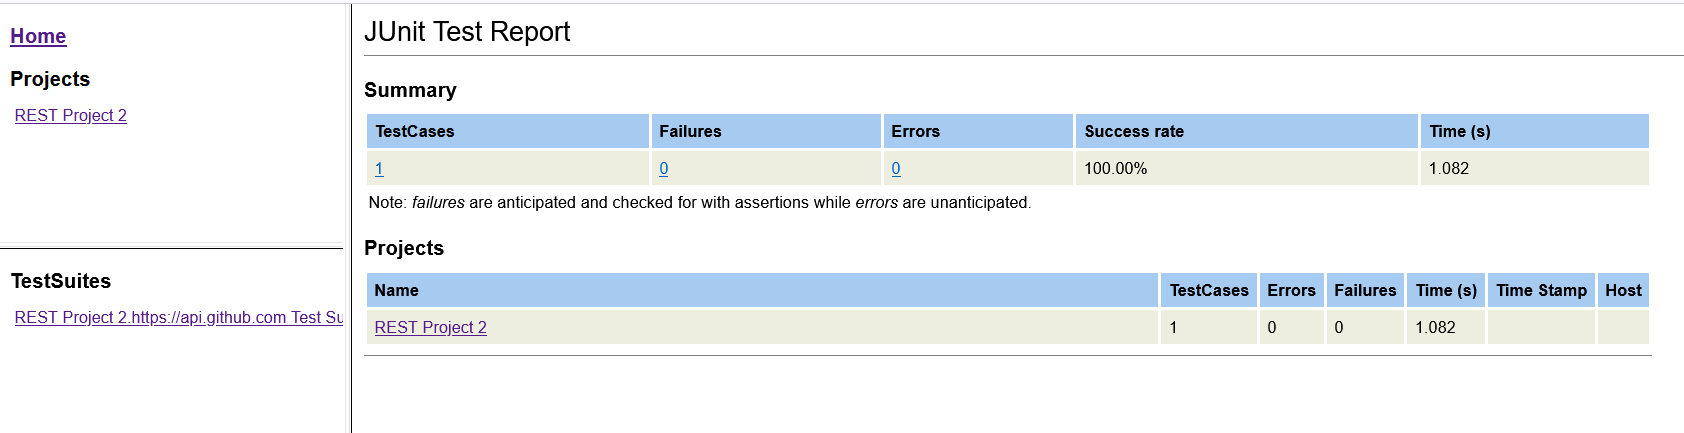 Home
Projects
REST Project 2
TestSuites
REST Project 2.https://api.github.com Test Su
JUnit Test Report
Summary
TestCases Failures Errors Success rate Time (s)
1 0 0 100.00% 1.082
Note: failures are anticipated and checked for with assertions while errors are unanticipated.
Projects
Name TestCases Errors Failures Time (s) Time Stamp Host
REST Project 2 1 0 0 1.082